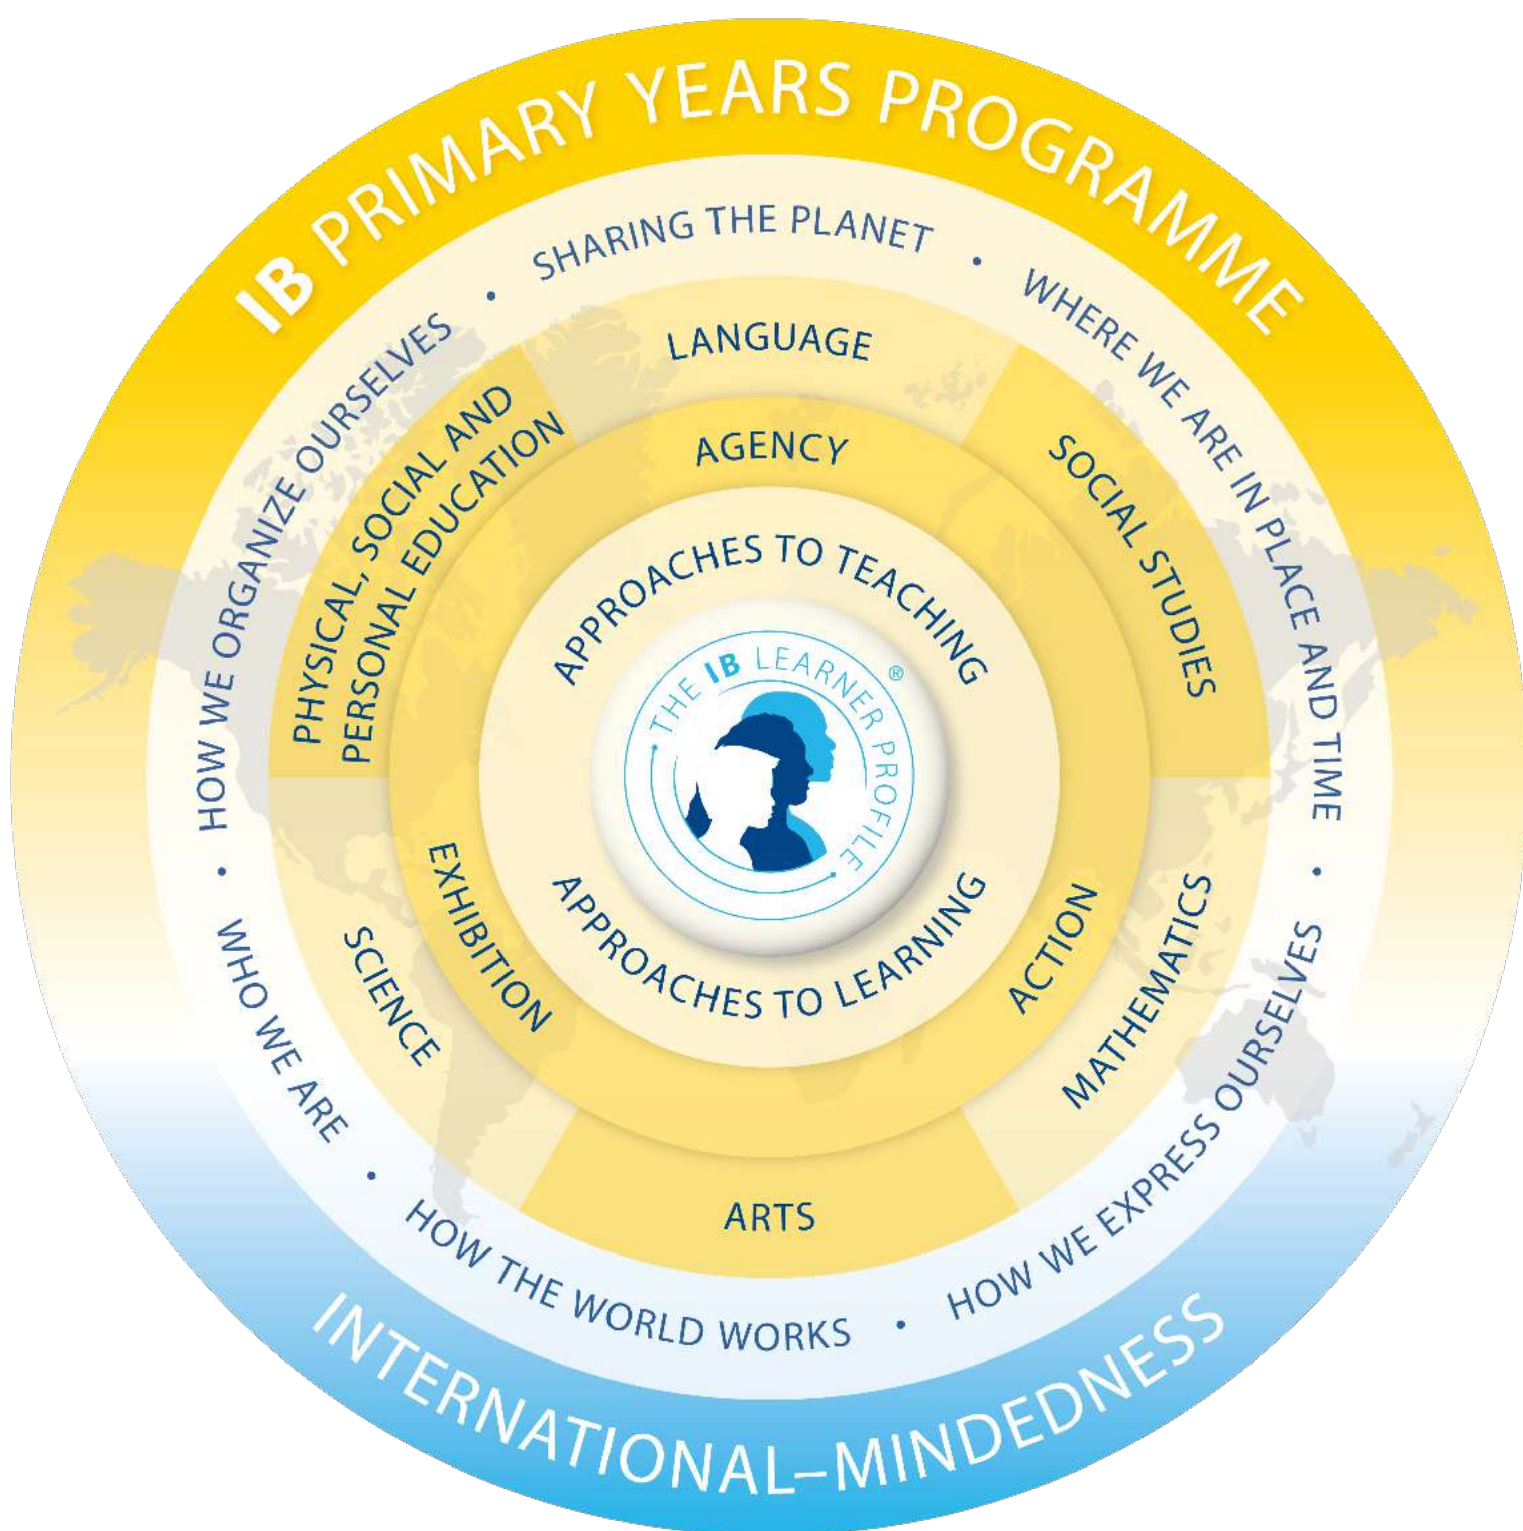 IB PRIMARY YEARS PROGRAMME
SHARING THE PLANET
•
WHERE WE ARE IN PLACE AND TIME
•
HOW WE EXPRESS OURSELVES
•
HOW THE WORLD WORKS
•
WHO WE ARE
•
HOW WE ORGANIZE OURSELVES
•
LANGUAGE
SOCIAL STUDIES
MATHEMATICS
ARTS
SCIENCE
PHYSICAL, SOCIAL AND
PERSONAL EDUCATION
AGENCY
ACTION
EXHIBITION
APPROACHES TO TEACHING
APPROACHES TO LEARNING
THE IB LEARNER PROFILE ®
INTERNATIONAL–MINDEDNESS